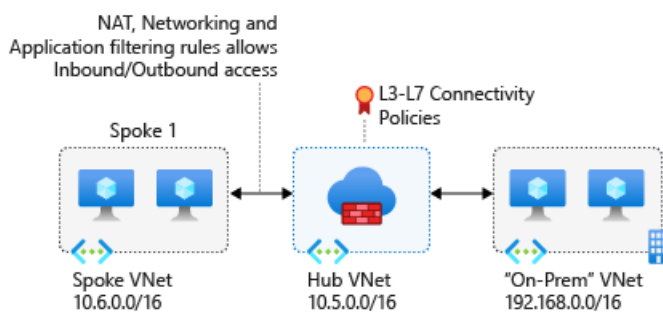 NAT, Networking and
Application filtering rules allows
Inbound/Outbound access
L3-L7 Connectivity
Policies
Spoke 1
Spoke VNet
10.6.0.0/16
Hub VNet
10.5.0.0/16
“On-Prem” VNet
192.168.0.0/16